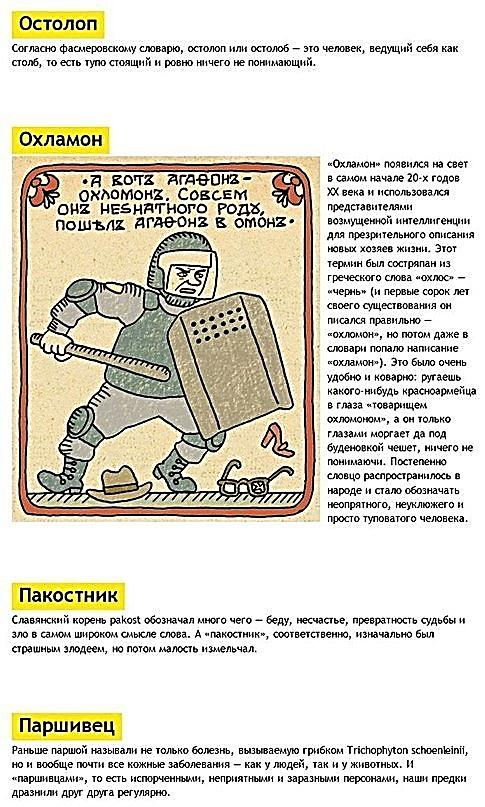 Остолоп
Согласно фасмеровскому словарю, остолоп или остолоб — это человек, ведущий себя как
столб, то есть тупо стоящий и ровно ничего не понимающий.
Охламон
•А ВОТЪ АГАѲОНЪ-
ОХЛОМОНЪ, СОВСЕМ
ОНЪ НЕЗНАТНОГО РОДУ,
ПОШЕЛЪ АГАѲОНЪ В ОМОНЪ•
«Охламон» появился на свет
в самом начале 20-х годов
XX века и использовался
представителями
возмущенной интеллигенции
для презрительного описания
новых хозяев жизни. Этот
термин был состряпан из
греческого слова «охлос» —
«чернь» (и первые сорок лет
своего существования он
писался правильно —
«охломон», но потом даже в
словари попало написание
«охламон»). Это было очень
удобно и коварно: ругаешь
какого-нибудь красноармейца
в глаза «товарищем
охломоном», а он только
глазами моргает да под
буденовкой чешет, ничего не
понимаючи. Постепенно
словцо распространилось в
народе и стало обозначать
неопрятного, неуклюжего и
просто туповатого человека.
Пакостник
Славянский корень pakost обозначал много чего — беду, несчастье, превратность судьбы и
зло в самом широком смысле слова. А «пакостник», соответственно, изначально был
страшным злодеем, но потом малость измельчал.
Паршивец
Раньше паршой называли не только болезнь, вызываемую грибком Trichophyton schoenleinii,
но и вообще почти все кожные заболевания — как у людей, так и у животных. И
«паршивцами», то есть испорченными, неприятными и заразными персонами, наши предки
дразнили друг друга регулярно.